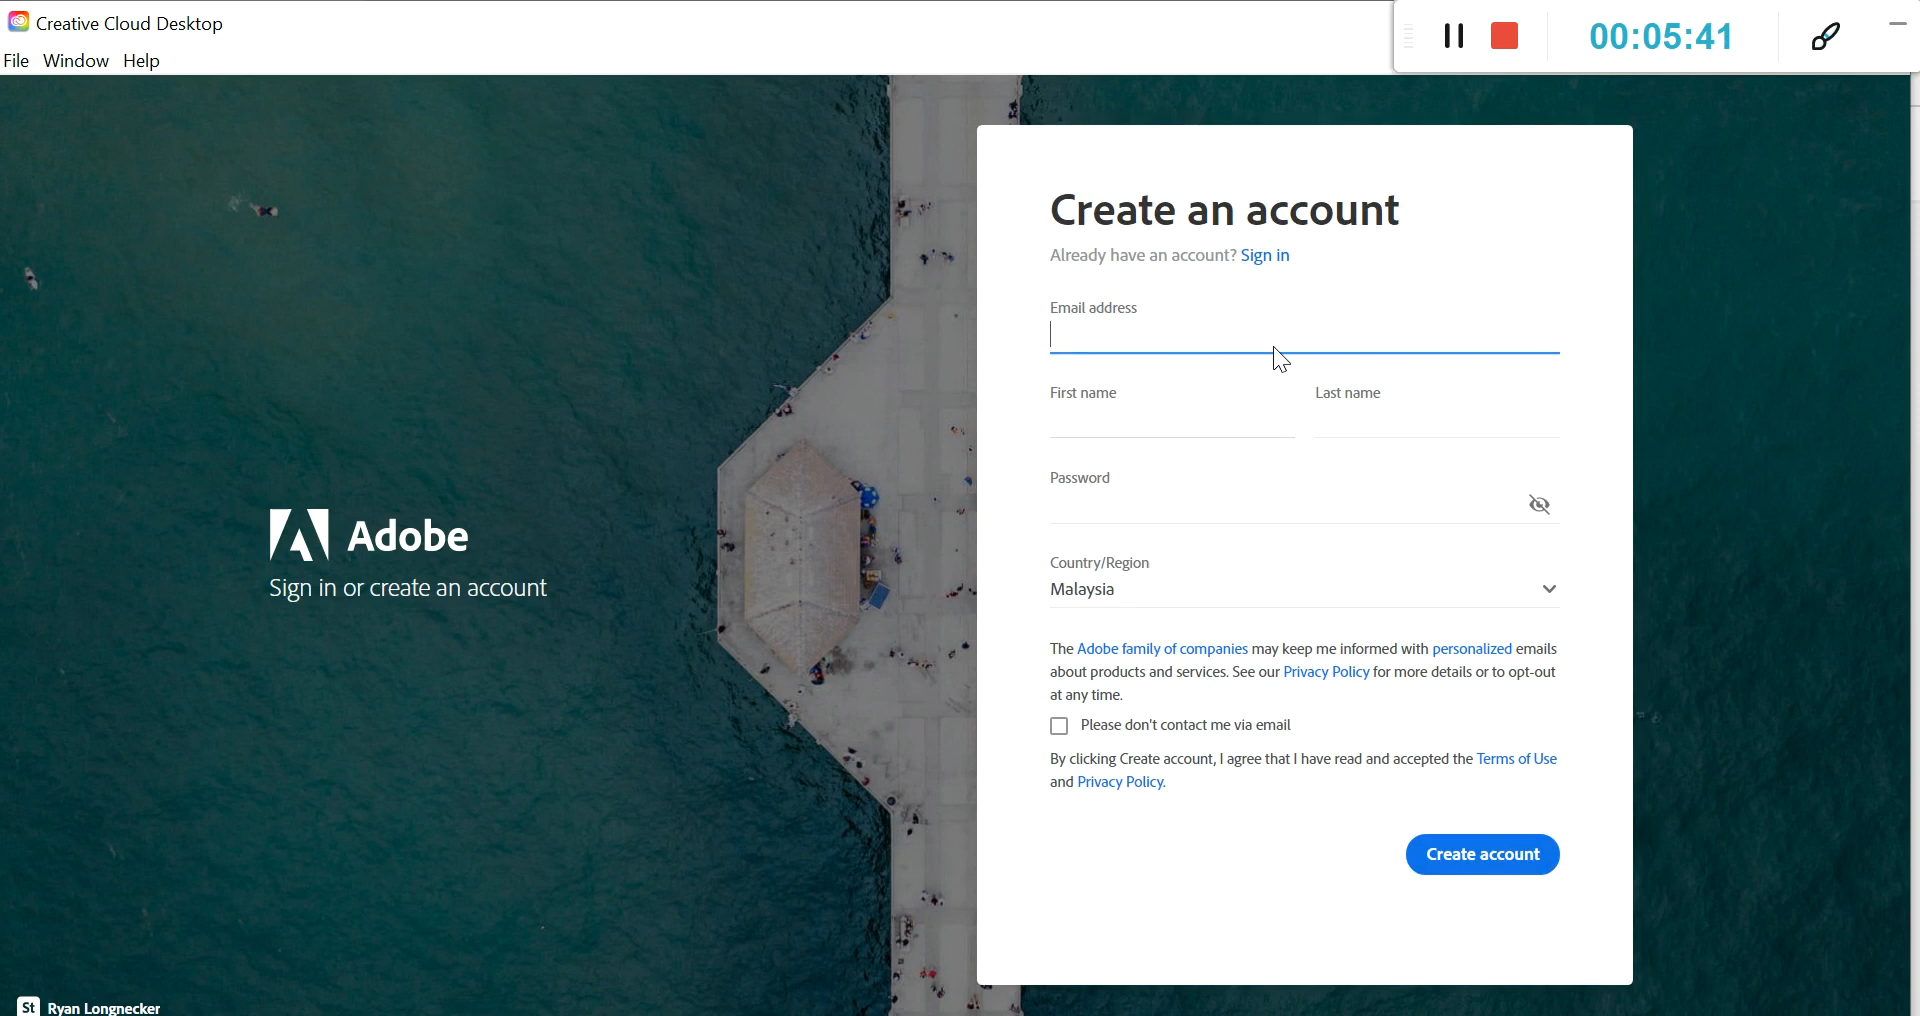 Creative Cloud Desktop
File Window Help
00:05:41
Create an account
Already have an account? Sign in
Email address
First name Last name
Password
Country/Region
Malaysia
The Adobe family of companies may keep me informed with personalized emails
about products and services. See our Privacy Policy for more details or to opt-out
at any time.
Please don't contact me via email
By clicking Create account, I agree that I have read and accepted the Terms of Use
and Privacy Policy.
Create account
Adobe
Sign in or create an account
St Ryan Longnecker